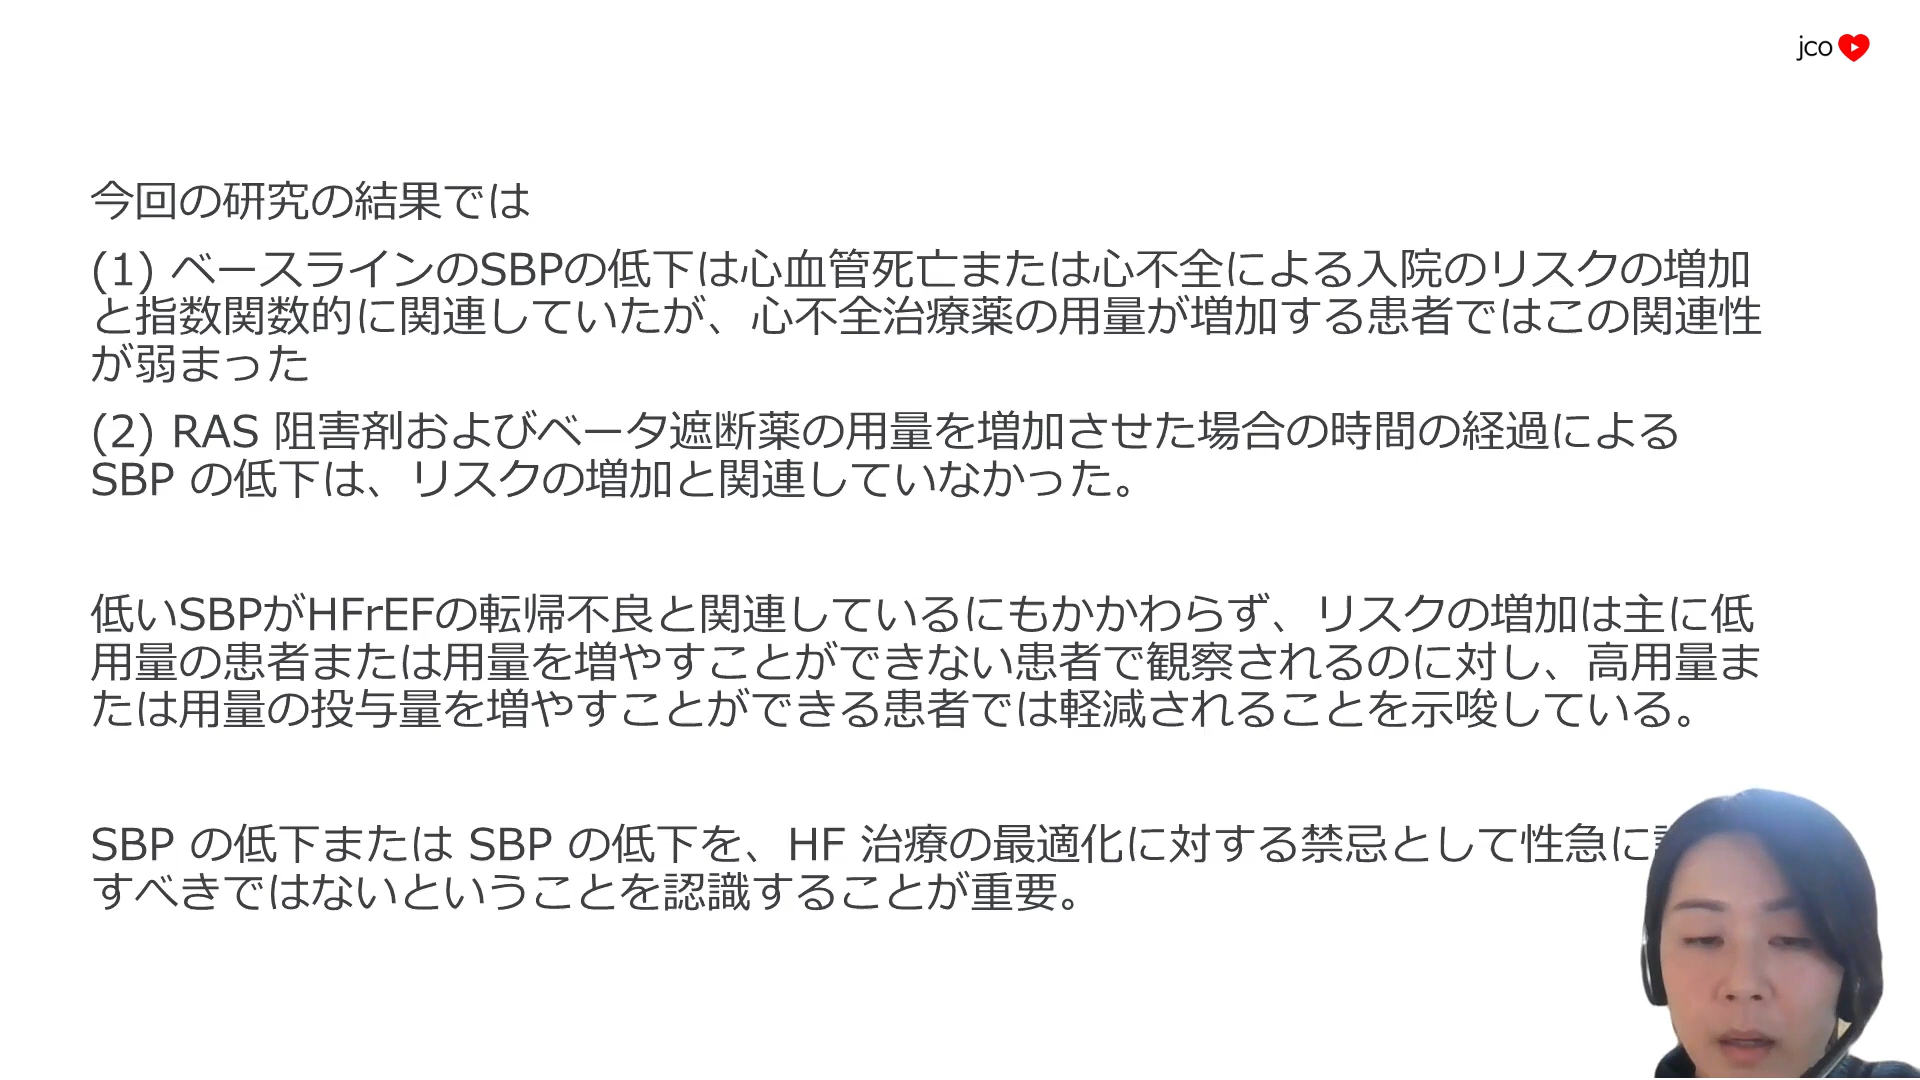 jco
今回の研究の結果では
(1) ベースラインのSBPの低下は心血管死亡または心不全による入院のリスクの増加
と指数関数的に関連していたが、心不全治療薬の用量が増加する患者ではこの関連性
が弱まった
(2) RAS 阻害剤およびベータ遮断薬の用量を増加させた場合の時間の経過による
SBP の低下は、リスクの増加と関連していなかった。
低いSBPがHFrEFの転帰不良と関連しているにもかかわらず、リスクの増加は主に低
用量の患者または用量を増やすことができない患者で観察されるのに対し、高用量ま
たは用量の投与量を増やすことができる患者では軽減されることを示唆している。
SBP の低下または SBP の低下を、HF 治療の最適化に対する禁忌として性急に
すべきではないということを認識することが重要。